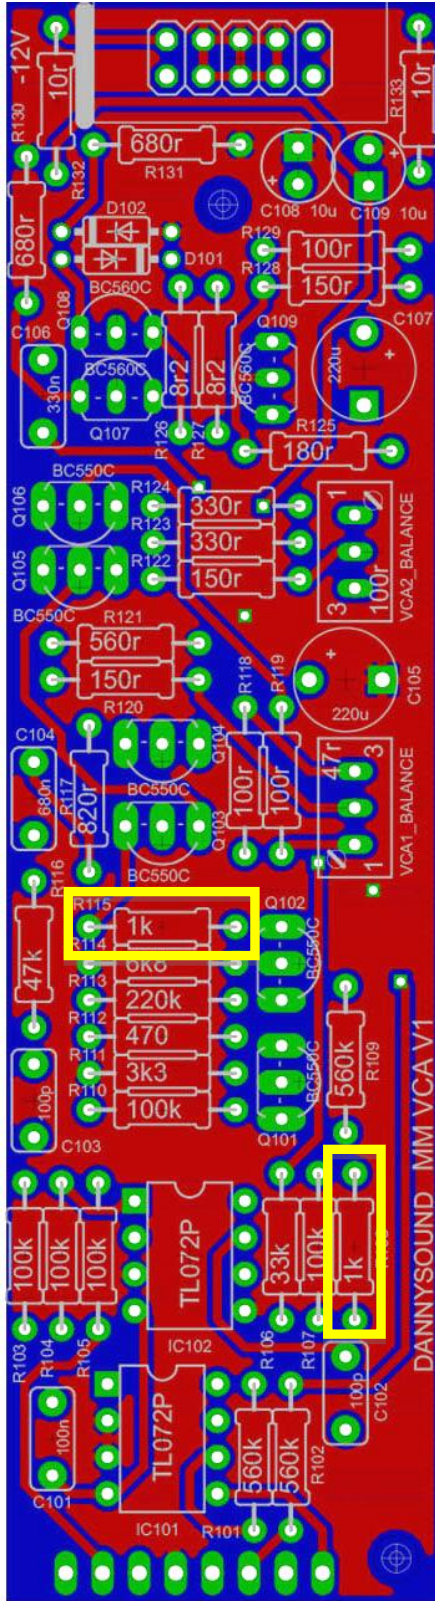 -12V
R130
10r
R133
10r
R132
680r
R131
C108
10u
C109
10u
680r
D102
D101
R129
100r
R128
150r
BC560C
Q108
C107
220u
C106
330n
BC560C
Q107
8r2
8r2
R126
R127
Q109
BC560C
R125
180r
BC550C
Q106
R124
330r
R123
330r
R122
150r
1
3
100r
VCA2_BALANCE
Q105
BC550C
R121
560r
150r
R120
R118
R119
C105
220u
C104
680n
R117
820r
Q104
BC550C
Q103
BC550C
100r
100r
47r
3
1
VCA1_BALANCE
R116
47k
R115
1k
R114
6k8
R113
220k
R112
470
R111
3k3
R110
100k
Q102
BC550C
BC550C
Q101
560k
R109
100p
C103
DANNYSOUND MM VCA V1
100k
100k
100k
R103
R104
R105
TL072P
IC102
33k
100k
1k
R106
R107
100p
C102
100n
C101
TL072P
IC101
560k
560k
R102
R101